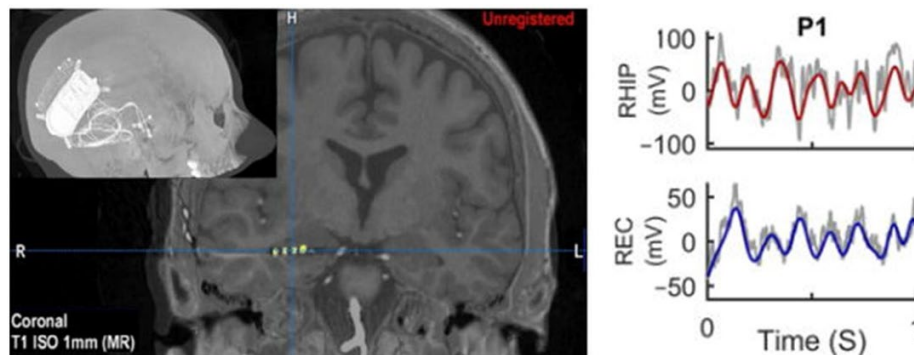 H
Unregistered
R
L
Coronal
T1 ISO 1mm (MR)
P1
RHIP
(mV)
100
0
−100
REC
(mV)
50
0
−50
0
Time (S)